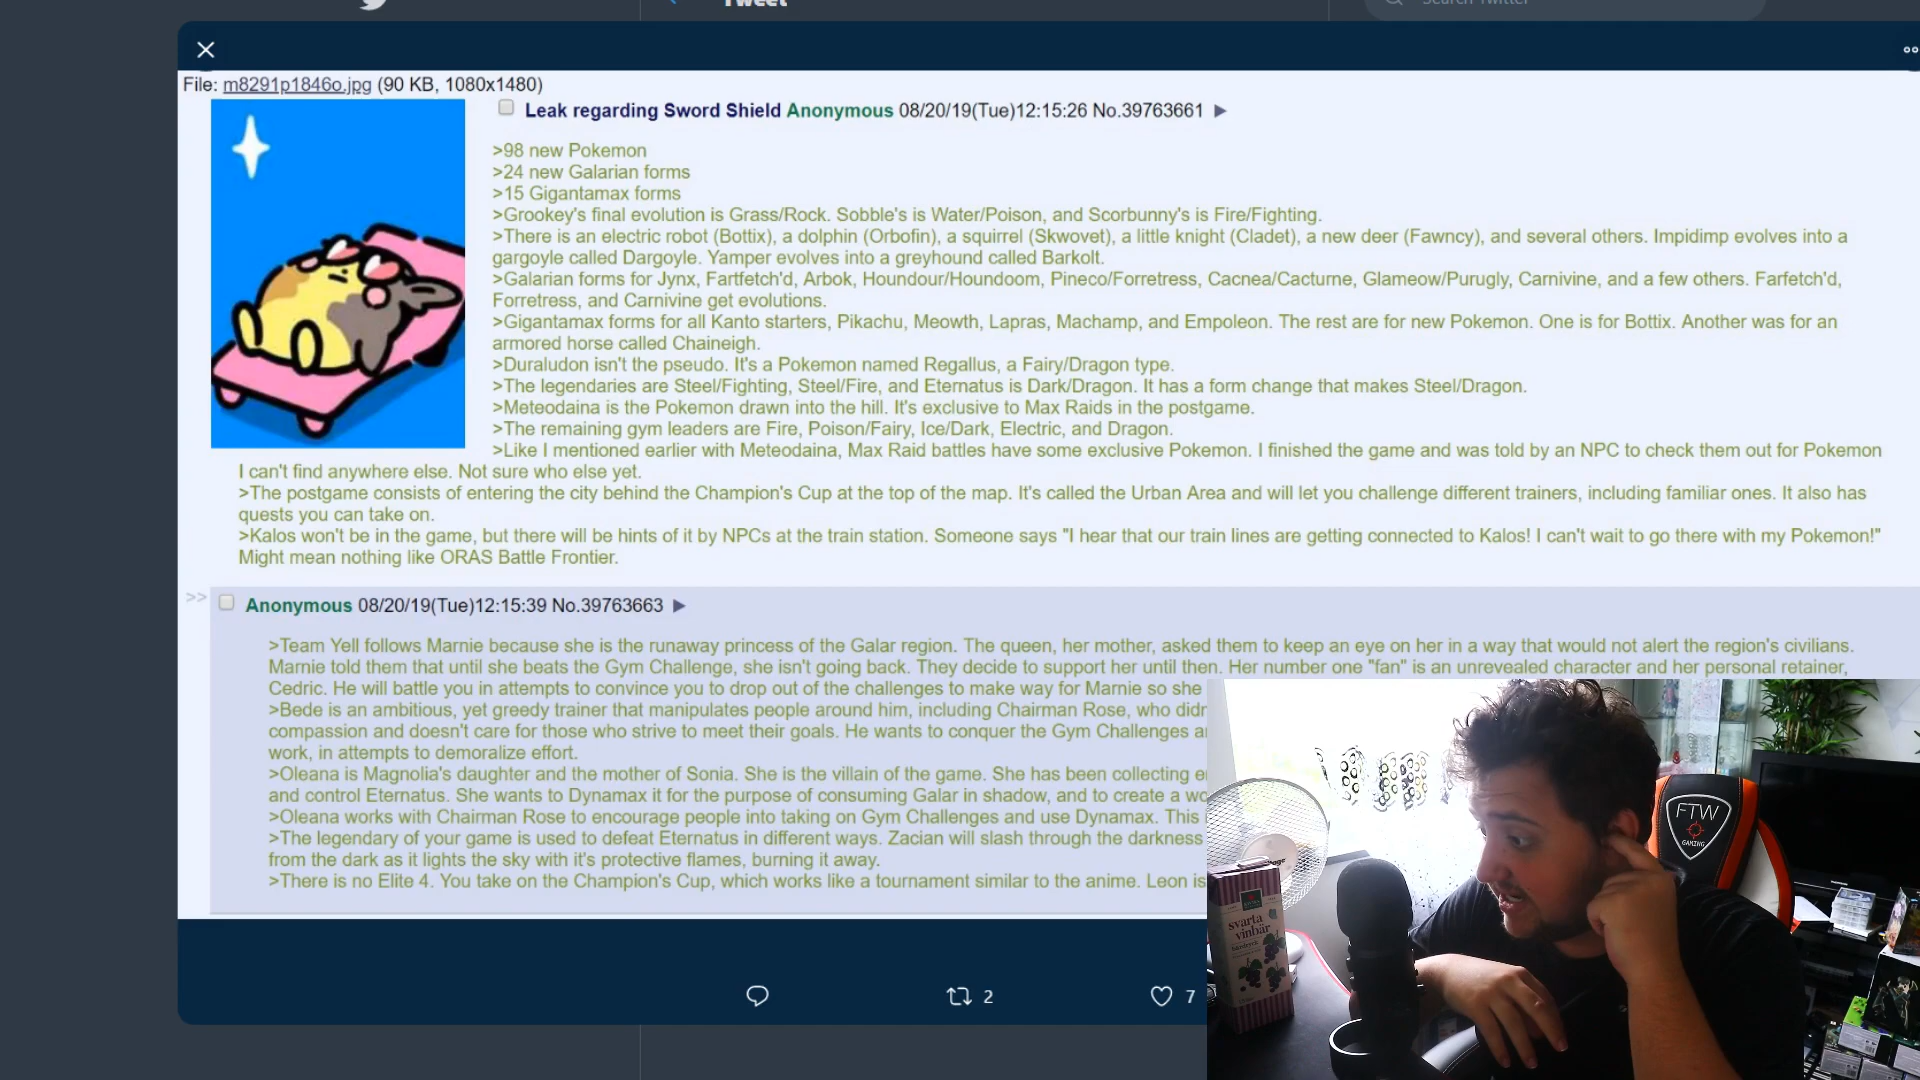 Tweet
Search Twitter
File: m8291p1846o.jpg (90 KB, 1080x1480)
Leak regarding Sword Shield Anonymous 08/20/19(Tue)12:15:26 No.39763661 ▶
>98 new Pokemon
>24 new Galarian forms
>15 Gigantamax forms
>Grookey's final evolution is Grass/Rock. Sobble's is Water/Poison, and Scorbunny's is Fire/Fighting.
>There is an electric robot (Bottix), a dolphin (Orbofin), a squirrel (Skwovet), a little knight (Cladet), a new deer (Fawncy), and several others. Impidimp evolves into a
gargoyle called Dargoyle. Yamper evolves into a greyhound called Barkolt.
>Galarian forms for Jynx, Fartfetch'd, Arbok, Houndour/Houndoom, Pineco/Forretress, Cacnea/Cacturne, Glameow/Purugly, Carnivine, and a few others. Farfetch'd,
Forretress, and Carnivine get evolutions.
>Gigantamax forms for all Kanto starters, Pikachu, Meowth, Lapras, Machamp, and Empoleon. The rest are for new Pokemon. One is for Bottix. Another was for an
armored horse called Chaineigh.
>Duraludon isn't the pseudo. It's a Pokemon named Regallus, a Fairy/Dragon type.
>The legendaries are Steel/Fighting, Steel/Fire, and Eternatus is Dark/Dragon. It has a form change that makes Steel/Dragon.
>Meteodaina is the Pokemon drawn into the hill. It's exclusive to Max Raids in the postgame.
>The remaining gym leaders are Fire, Poison/Fairy, Ice/Dark, Electric, and Dragon.
>Like I mentioned earlier with Meteodaina, Max Raid battles have some exclusive Pokemon. I finished the game and was told by an NPC to check them out for Pokemon
I can't find anywhere else. Not sure who else yet.
>The postgame consists of entering the city behind the Champion's Cup at the top of the map. It's called the Urban Area and will let you challenge different trainers, including familiar ones. It also has
quests you can take on.
>Kalos won't be in the game, but there will be hints of it by NPCs at the train station. Someone says "I hear that our train lines are getting connected to Kalos! I can't wait to go there with my Pokemon!"
Might mean nothing like ORAS Battle Frontier.
>> Anonymous 08/20/19(Tue)12:15:39 No.39763663 ▶
>Team Yell follows Marnie because she is the runaway princess of the Galar region. The queen, her mother, asked them to keep an eye on her in a way that would not alert the region's civilians.
Marnie told them that until she beats the Gym Challenge, she isn't going back. They decide to support her until then. Her number one "fan" is an unrevealed character and her personal retainer,
Cedric. He will battle you in attempts to convince you to drop out of the challenges to make way for Marnie so she
>Bede is an ambitious, yet greedy trainer that manipulates people around him, including Chairman Rose, who didn
compassion and doesn't care for those who strive to meet their goals. He wants to conquer the Gym Challenges a
work, in attempts to demoralize effort.
>Oleana is Magnolia's daughter and the mother of Sonia. She is the villain of the game. She has been collecting e
and control Eternatus. She wants to Dynamax it for the purpose of consuming Galar in shadow, and to create a wo
>Oleana works with Chairman Rose to encourage people into taking on Gym Challenges and use Dynamax. This
>The legendary of your game is used to defeat Eternatus in different ways. Zacian will slash through the darkness
from the dark as it lights the sky with it's protective flames, burning it away.
>There is no Elite 4. You take on the Champion's Cup, which works like a tournament similar to the anime. Leon is
2
7
FTW
GAMING
svarta
vinbär